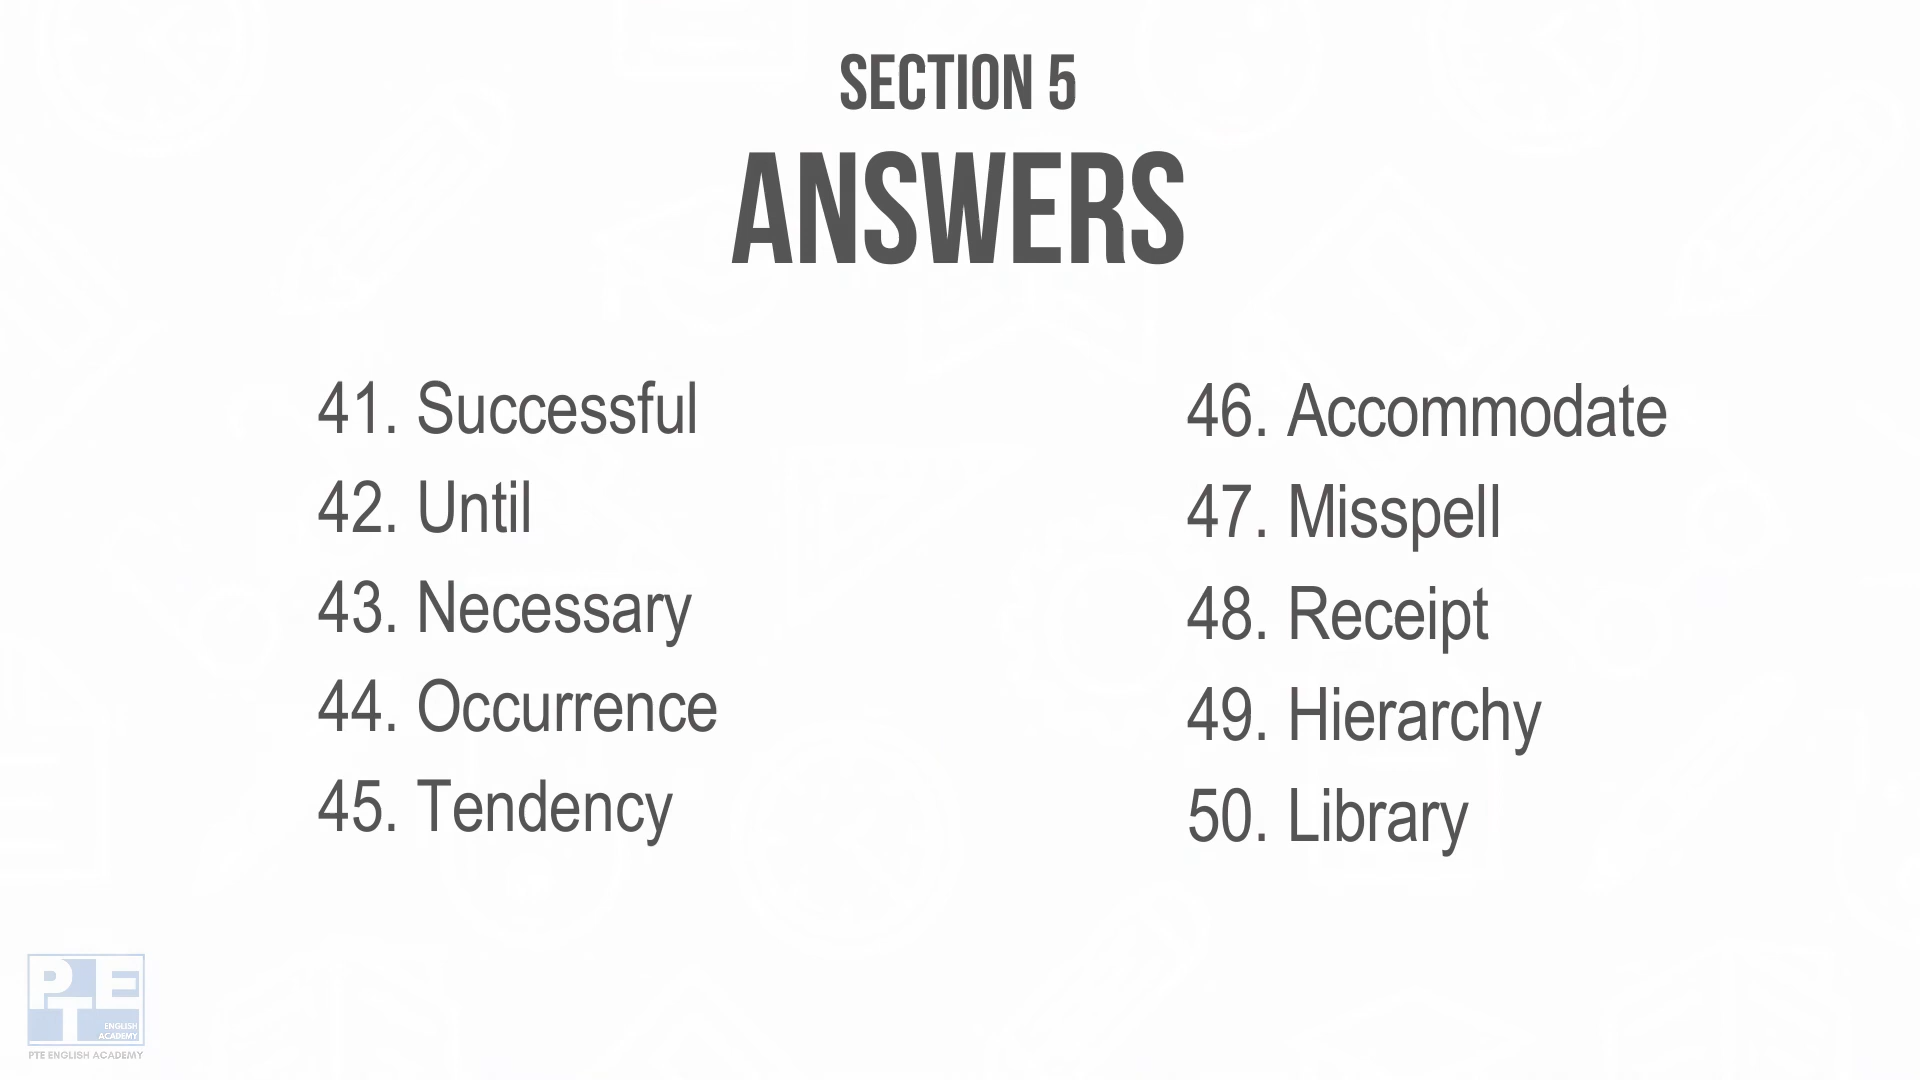 SECTION 5
ANSWERS
41. Successful
42. Until
43. Necessary
44. Occurrence
45. Tendency
46. Accommodate
47. Misspell
48. Receipt
49. Hierarchy
50. Library
PTE
ENGLISH
ACADEMY
PTE ENGLISH ACADEMY